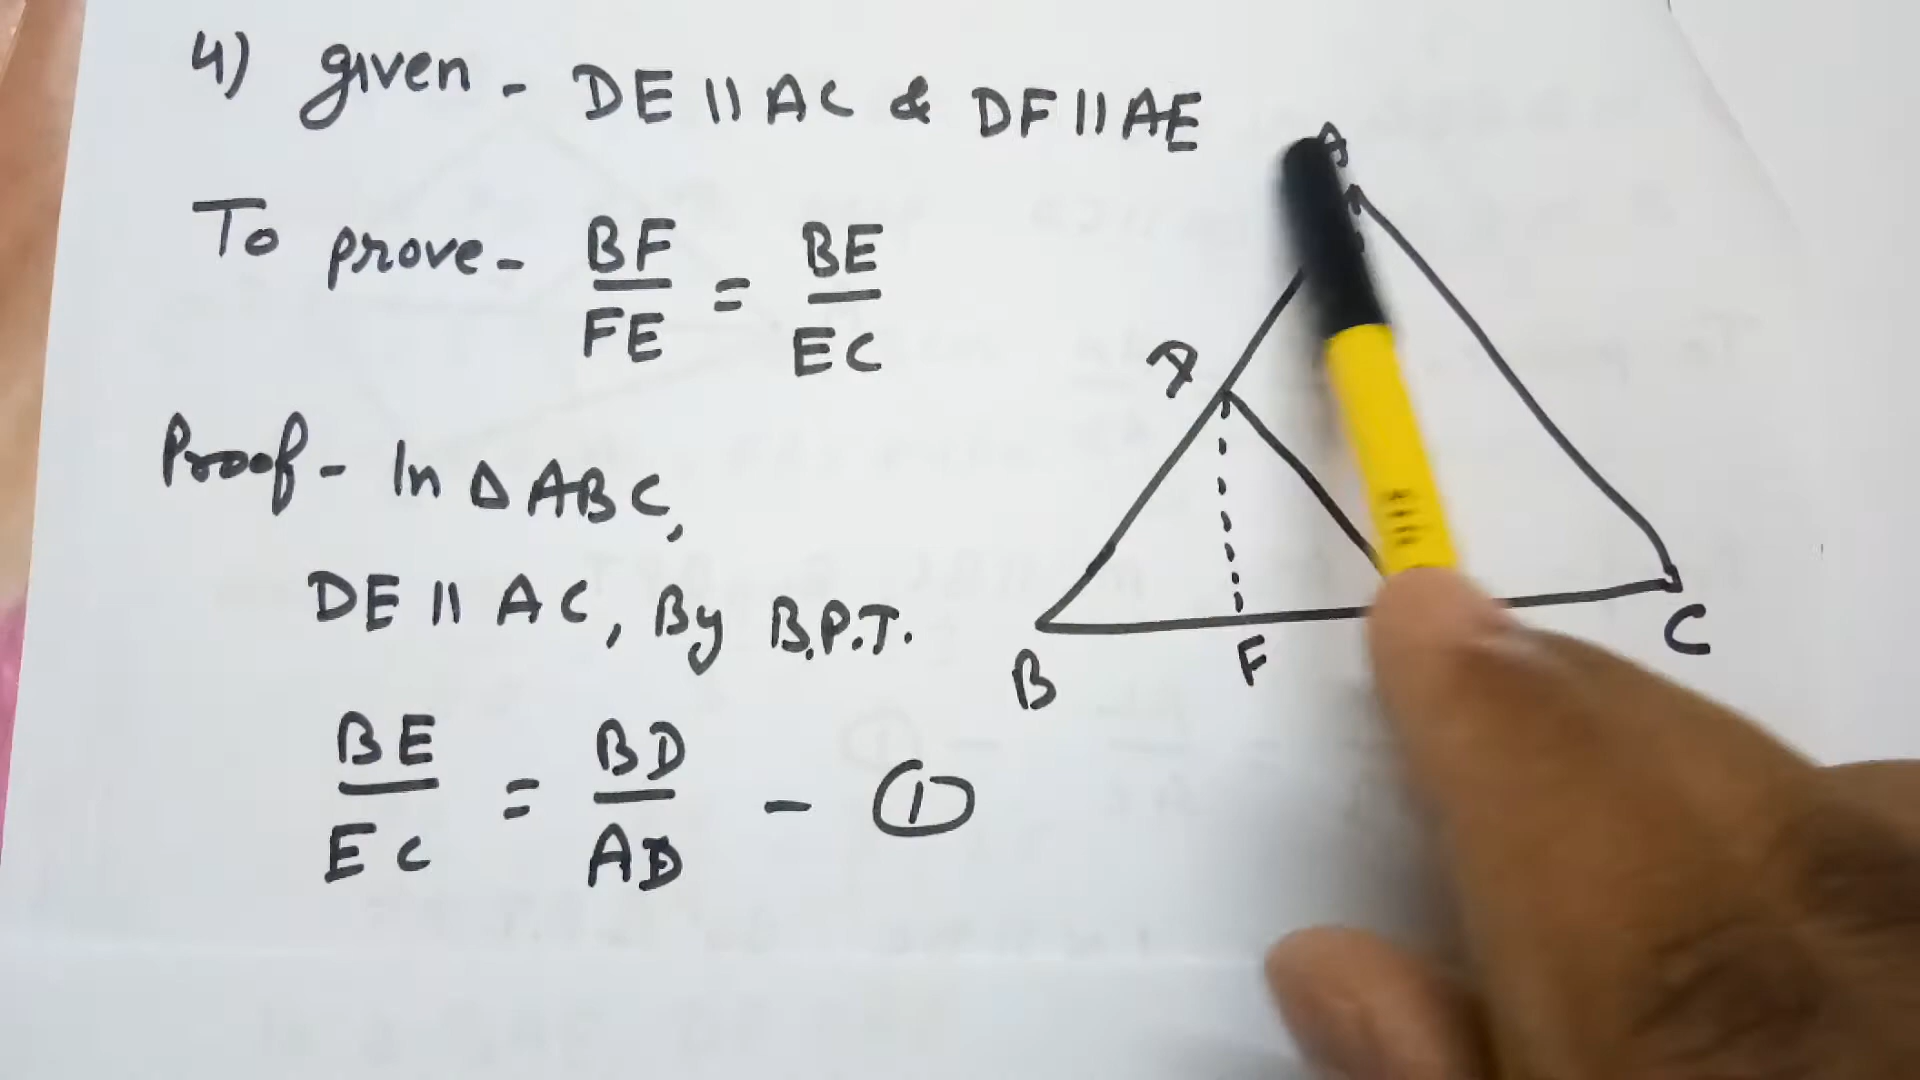 4) given - DE || AC & DF || AE
To prove - BF/FE = BE/EC
Proof - In Δ ABC,
DE || AC, By B.P.T.
BE/EC = BD/AD - ①
A
D
B
F
C